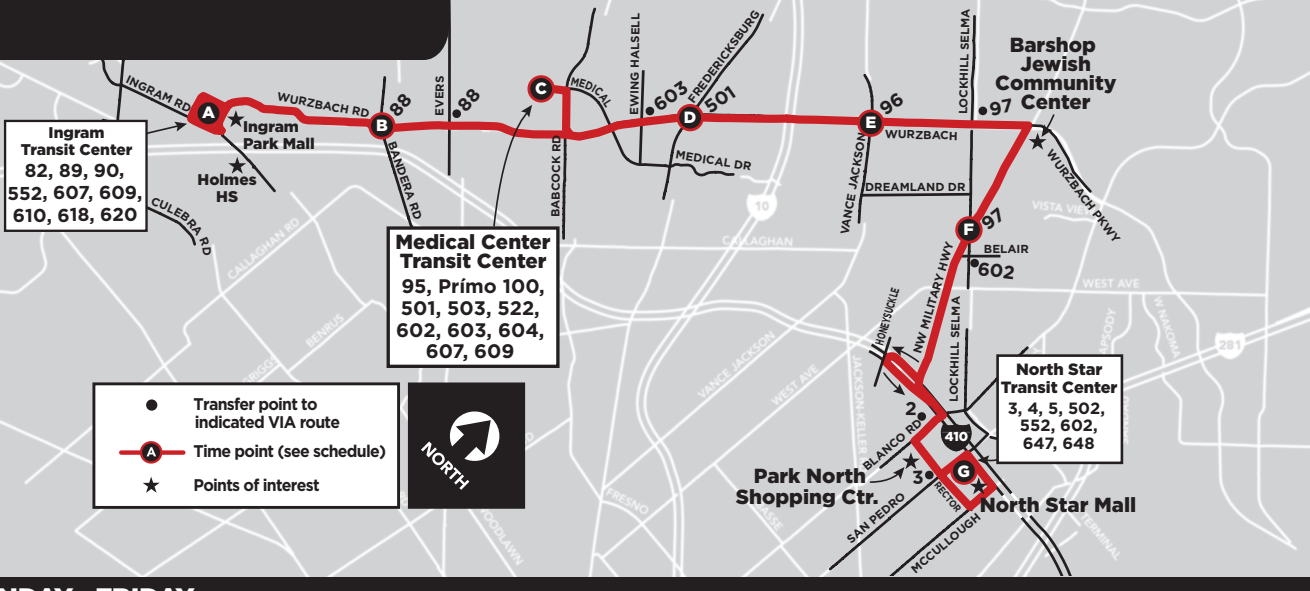 LOCKHILL SELMA
FREDERICKSBURG
EWING HALSELL
Barshop
Jewish
Community
Center
INGRAM RD
WURZBACH RD
EVERS
88
88
C
MEDICAL
603
501
96
97
A
B
D
E
WURZBACH
Ingram
Park Mall
Holmes
HS
Ingram
Transit Center
82, 89, 90,
552, 607, 609,
610, 618, 620
CULEBRA RD
BANDERA RD
BABCOCK RD
MEDICAL DR
VANCE JACKSON
DREAMLAND DR
WURZBACH PKWY
VISTA VIEW
10
CALLAGHAN RD
CALLAGHAN
F
97
BELAIR
602
Medical Center
Transit Center
95, Prímo 100,
501, 503, 522,
602, 603, 604,
607, 609
NW MILITARY HWY
HONEYSUCKLE
LOCKHILL SELMA
WEST AVE
W NAKOMA
281
BENRUS
VANCE JACKSON
WEST AVE
JACKSON-KELLER
North Star
Transit Center
3, 4, 5, 502,
552, 602,
647, 648
2
BLANCO RD
410
G
3
RECTOR
Park North
Shopping Ctr.
North Star Mall
SAN PEDRO
MCCULLOUGH
TERMINAL
FRESNO
WOODLAWN
Transfer point to
indicated VIA route
A
Time point (see schedule)
Points of interest
NORTH